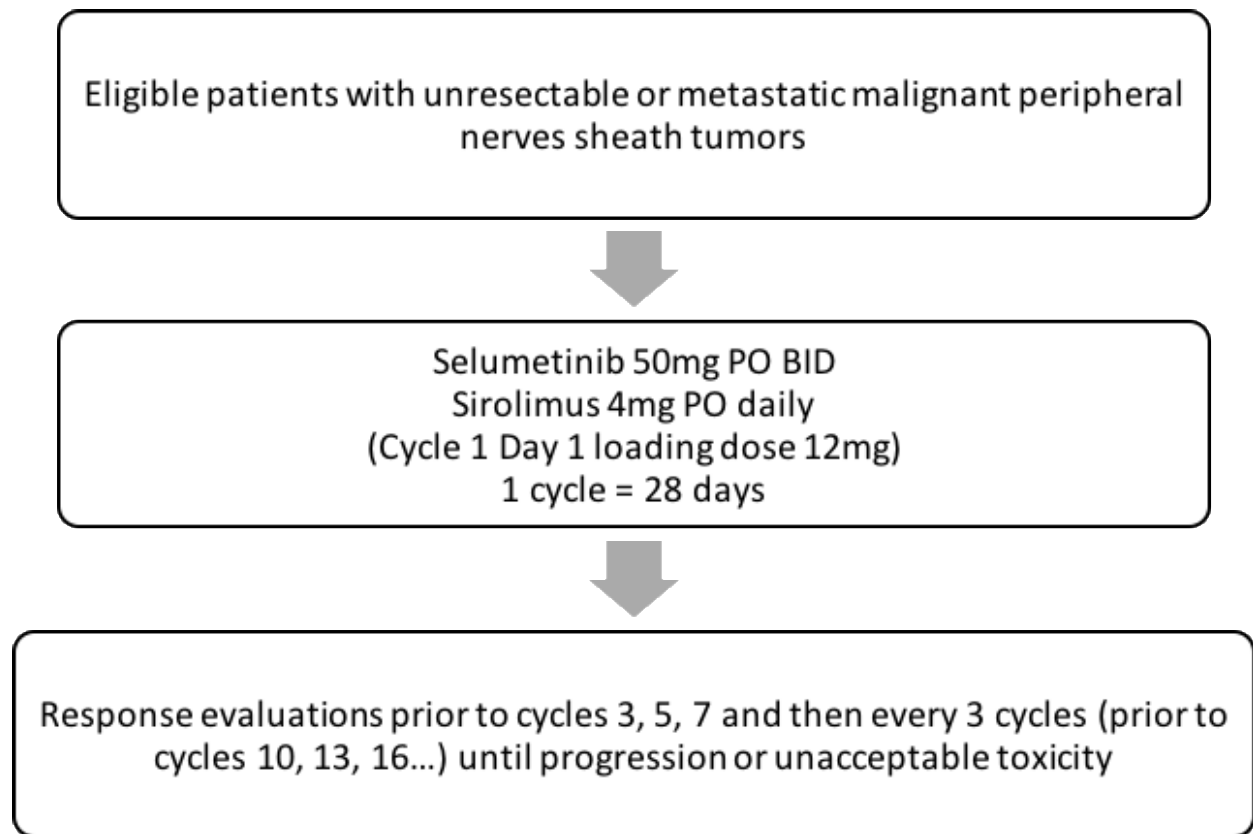 Eligible patients with unresectable or metastatic malignant peripheral
nerves sheath tumors
Selumetinib 50mg PO BID
Sirolimus 4mg PO daily
(Cycle 1 Day 1 loading dose 12mg)
1 cycle = 28 days
Response evaluations prior to cycles 3, 5, 7 and then every 3 cycles (prior to
cycles 10, 13, 16…) until progression or unacceptable toxicity